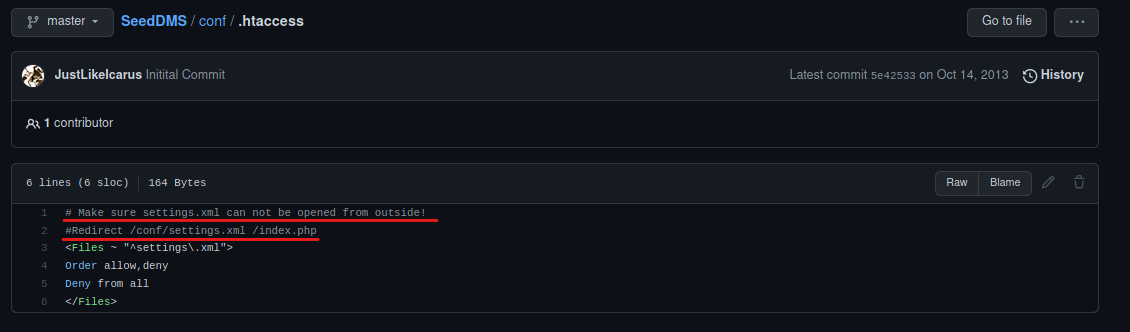 master SeedDMS / conf / .htaccess Go to file ...
JustLikeIcarus Initital Commit Latest commit 5e42533 on Oct 14, 2013 History
1 contributor
6 lines (6 sloc) 164 Bytes Raw Blame
1 # Make sure settings.xml can not be opened from outside!
2 #Redirect /conf/settings.xml /index.php
3 <Files ~ "^settings\.xml">
4 Order allow,deny
5 Deny from all
6 </Files>